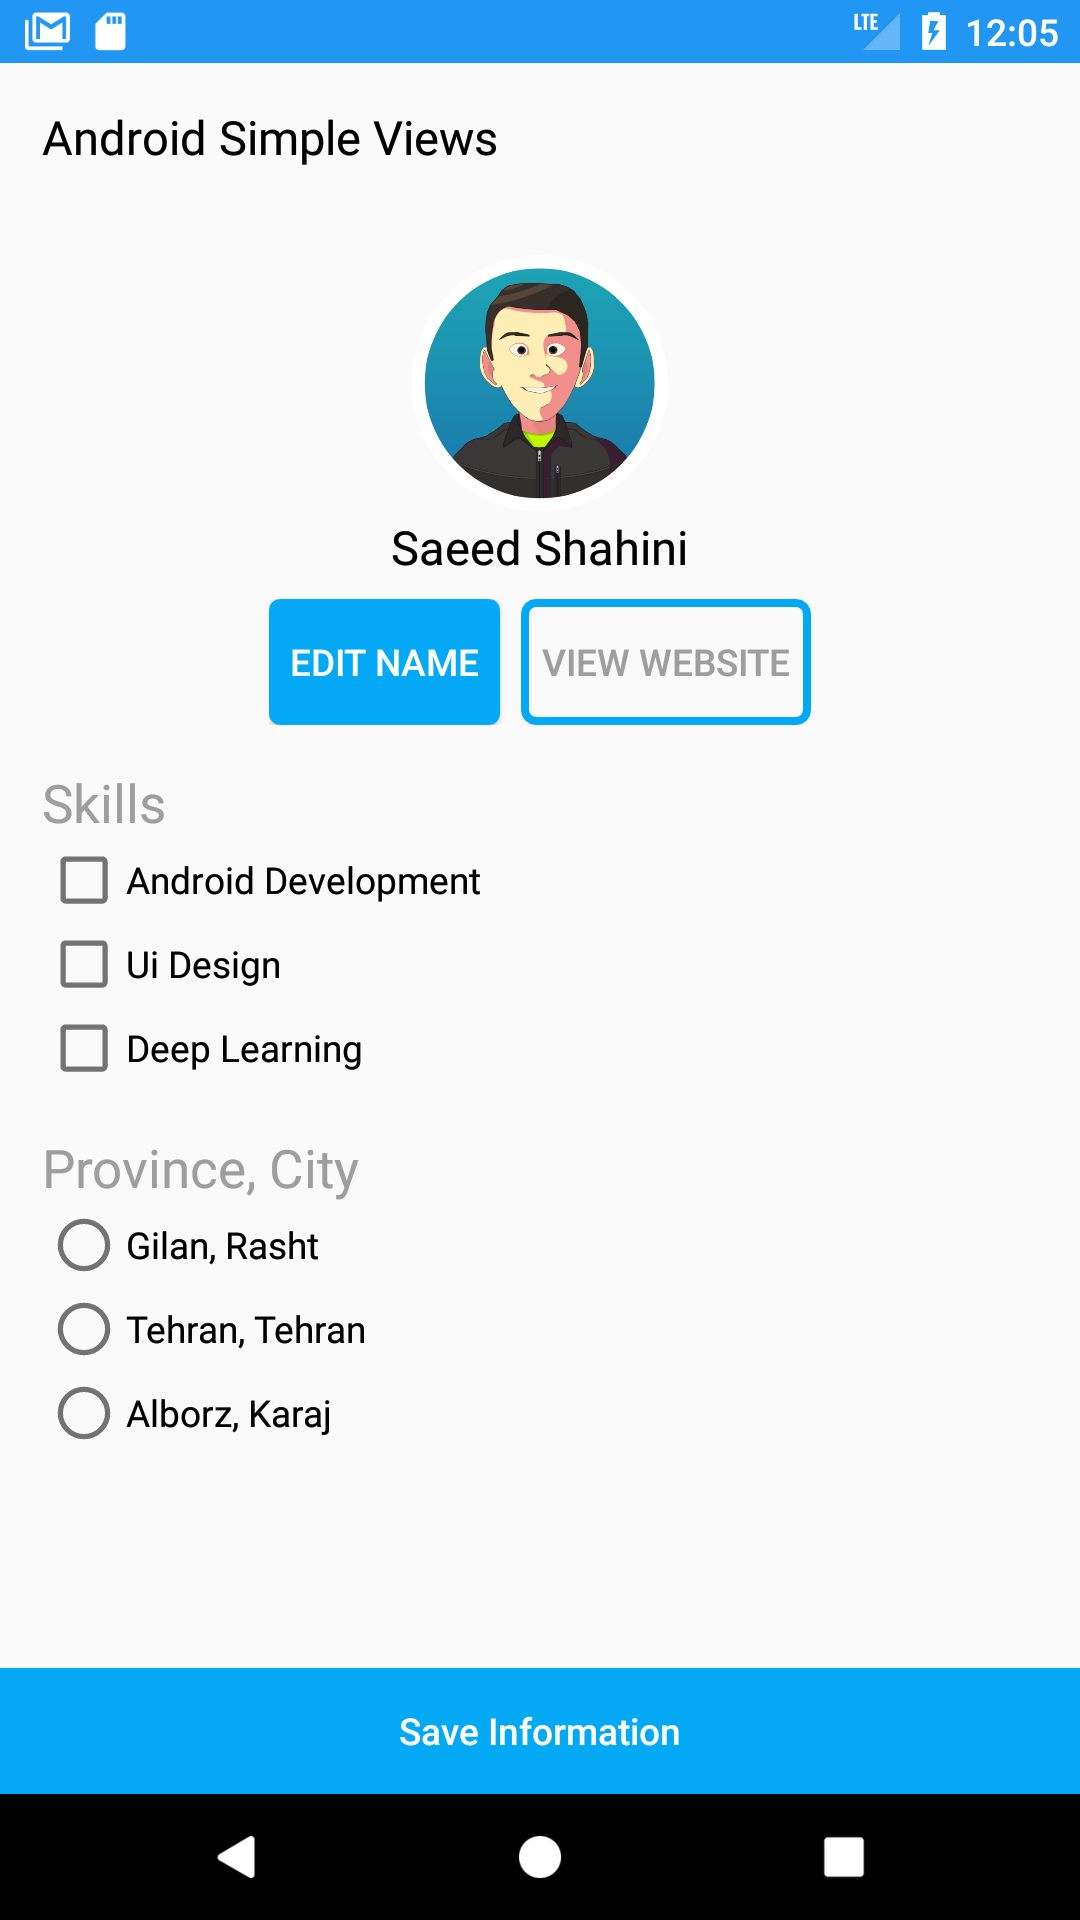 LTE 12:05
Android Simple Views
Saeed Shahini
EDIT NAME VIEW WEBSITE
Skills
Android Development
Ui Design
Deep Learning
Province, City
Gilan, Rasht
Tehran, Tehran
Alborz, Karaj
Save Information